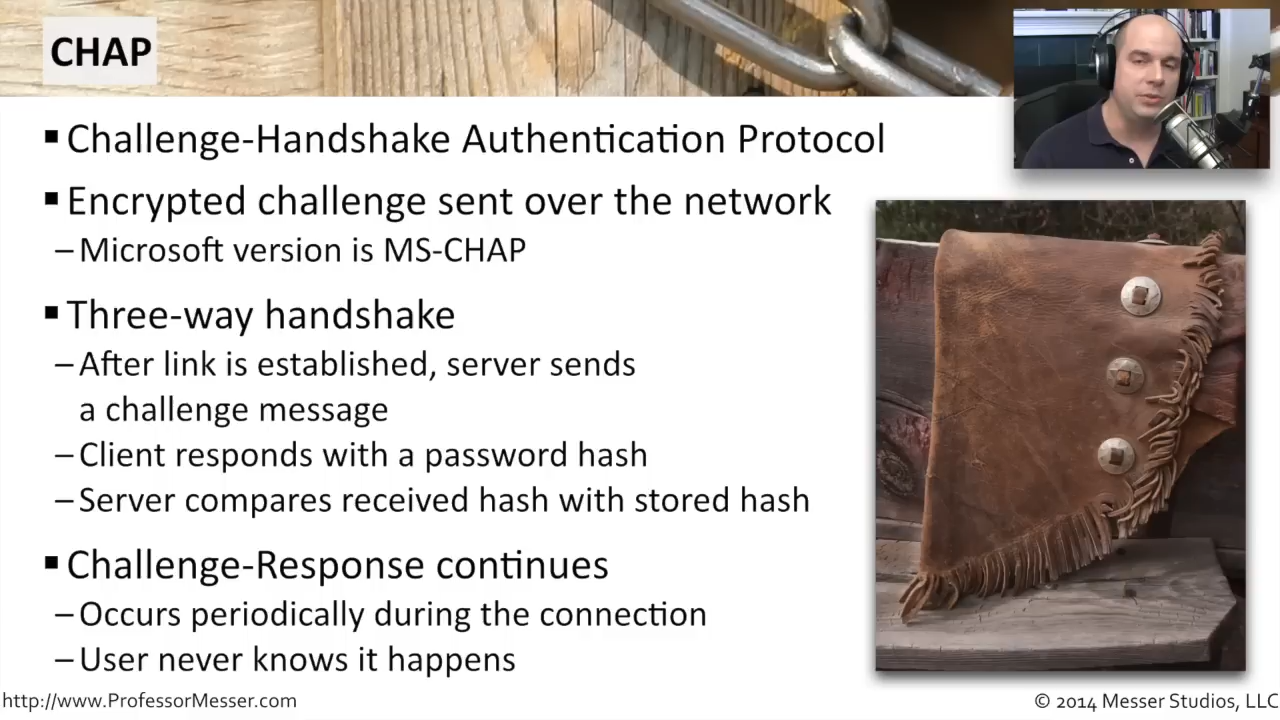 CHAP
▪ Challenge-Handshake Authentication Protocol
▪ Encrypted challenge sent over the network
– Microsoft version is MS-CHAP
▪ Three-way handshake
– After link is established, server sends
a challenge message
– Client responds with a password hash
– Server compares received hash with stored hash
▪ Challenge-Response continues
– Occurs periodically during the connection
– User never knows it happens
http://www.ProfessorMesser.com
© 2014 Messer Studios, LLC